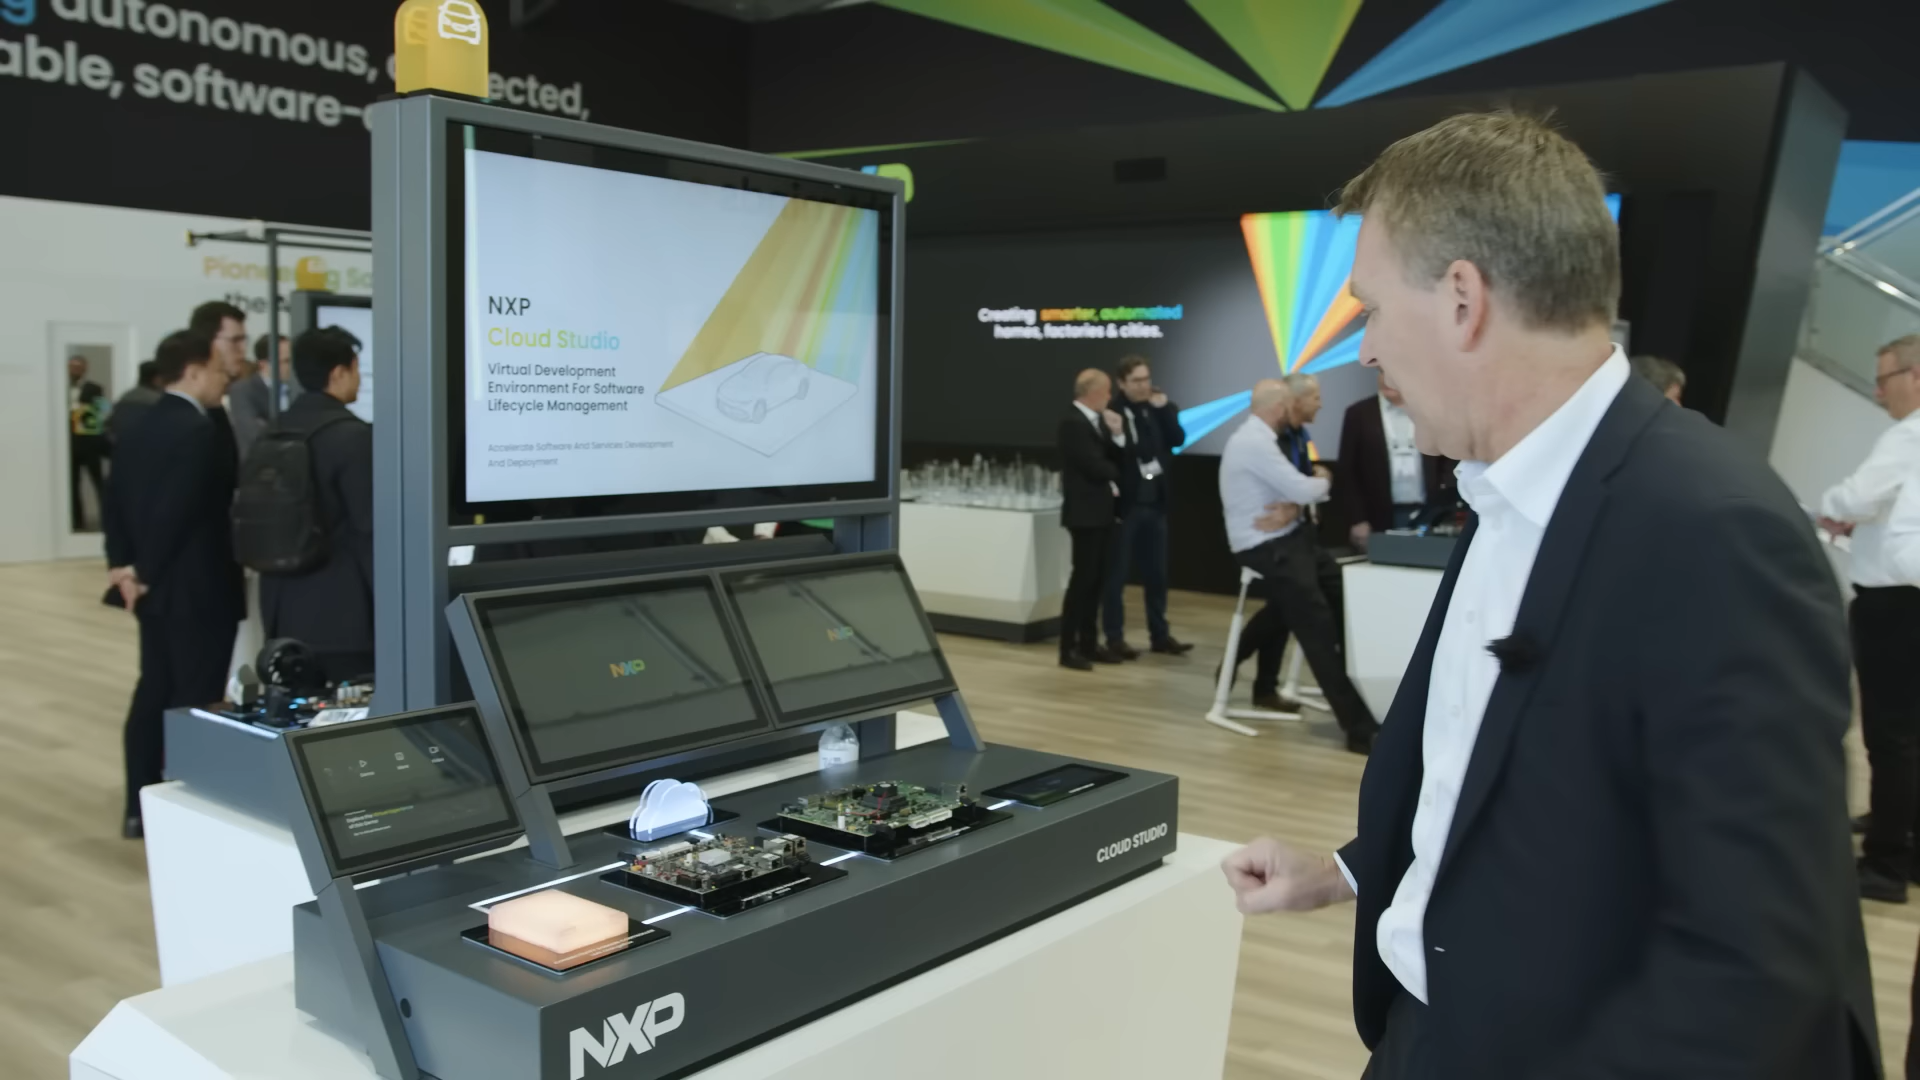 autonomous,
able, software-
ected,
NXP
Cloud Studio
Virtual Development
Environment For Software
Lifecycle Management
Accelerate Software And Services Development
And Deployment
Creating smarter, automated
homes, factories & cities.
NXP
NXP
CLOUD STUDIO
NXP